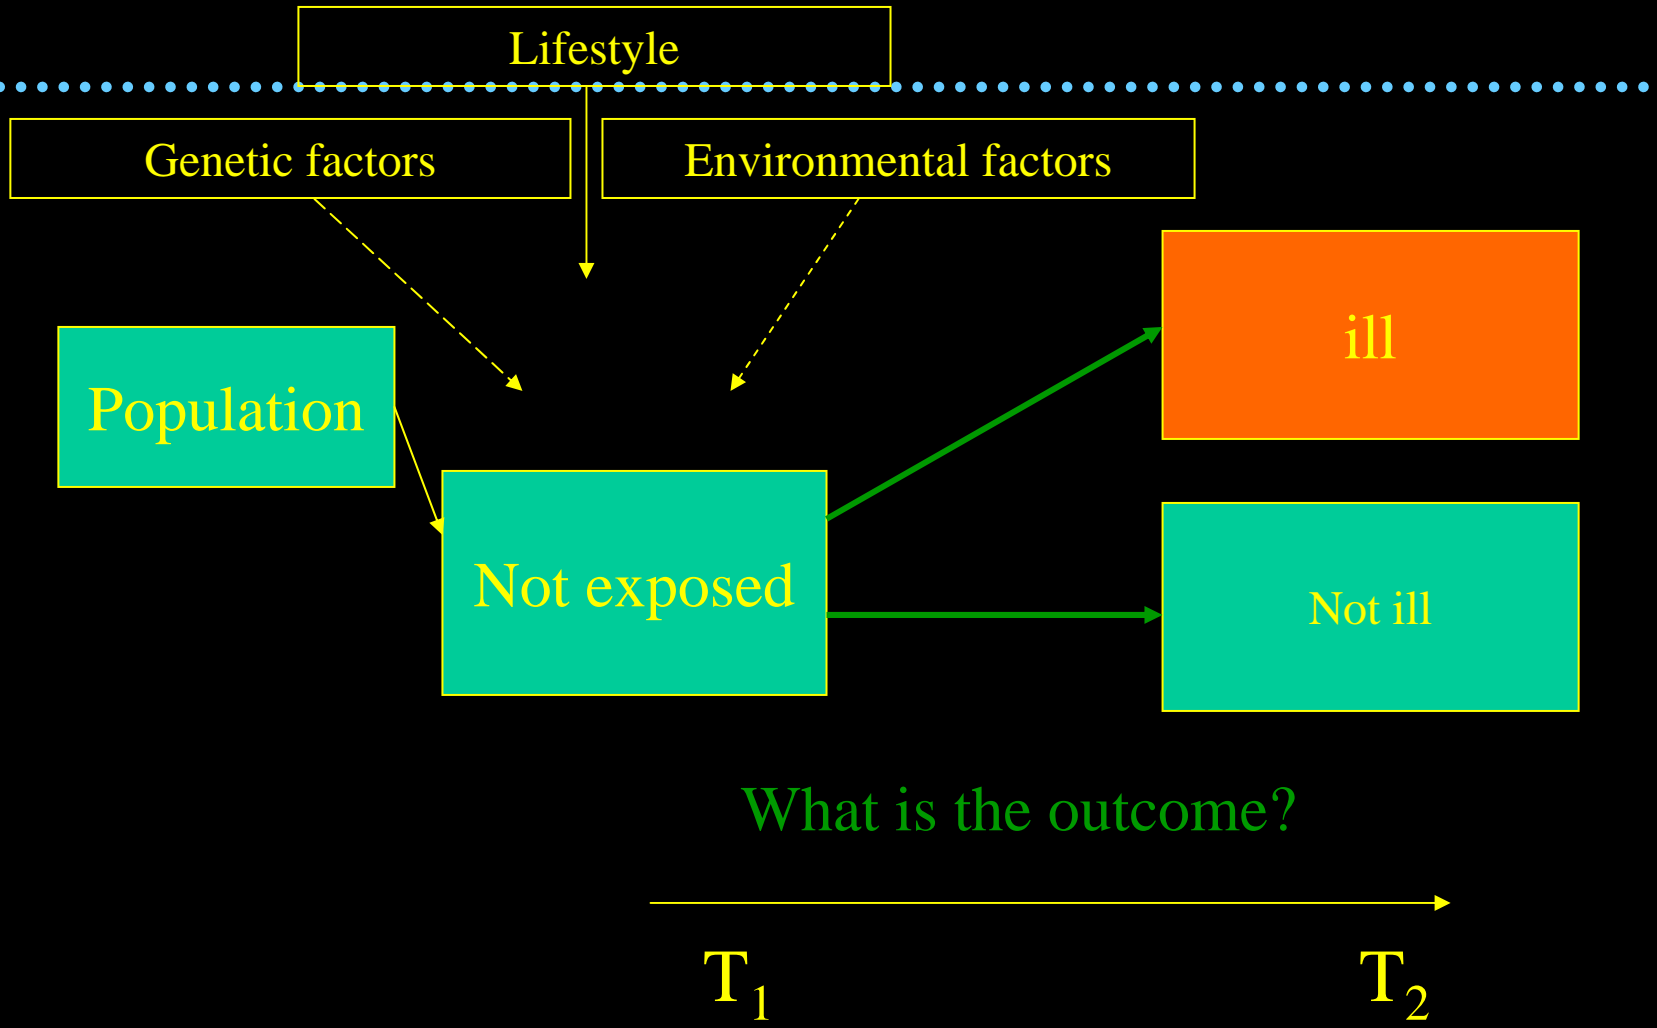 Lifestyle
Genetic factors
Environmental factors
ill
Population
Not exposed
Not ill
What is the outcome?
T₁
T₂